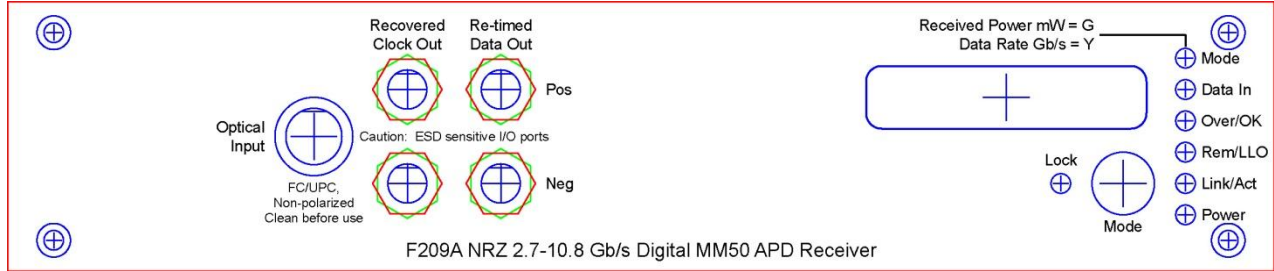 Recovered
Clock Out
Re-timed
Data Out
Received Power mW = G
Data Rate Gb/s = Y
Mode
Pos
Data In
Optical
Input
Caution: ESD sensitive I/O ports
Over/OK
Rem/LLO
Lock
FC/UPC,
Non-polarized
Clean before use
Neg
Link/Act
Mode
Power
F209A NRZ 2.7-10.8 Gb/s Digital MM50 APD Receiver